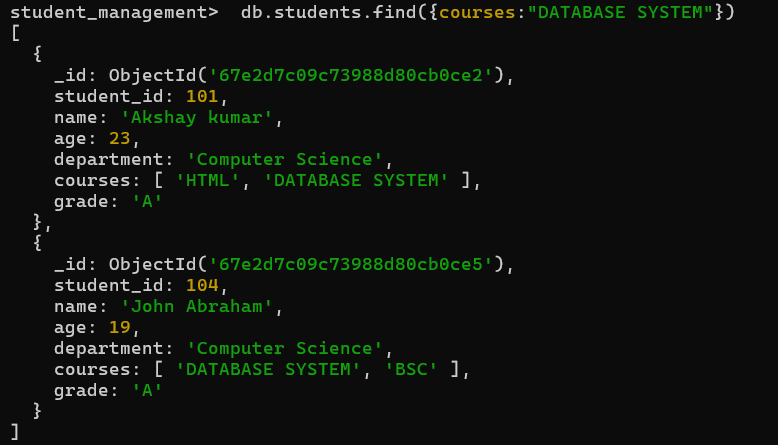 student_management>  db.students.find({courses:"DATABASE SYSTEM"})
[
  {
    _id: ObjectId('67e2d7c09c73988d80cb0ce2'),
    student_id: 101,
    name: 'Akshay kumar',
    age: 23,
    department: 'Computer Science',
    courses: [ 'HTML', 'DATABASE SYSTEM' ],
    grade: 'A'
  },
  {
    _id: ObjectId('67e2d7c09c73988d80cb0ce5'),
    student_id: 104,
    name: 'John Abraham',
    age: 19,
    department: 'Computer Science',
    courses: [ 'DATABASE SYSTEM', 'BSC' ],
    grade: 'A'
  }
]